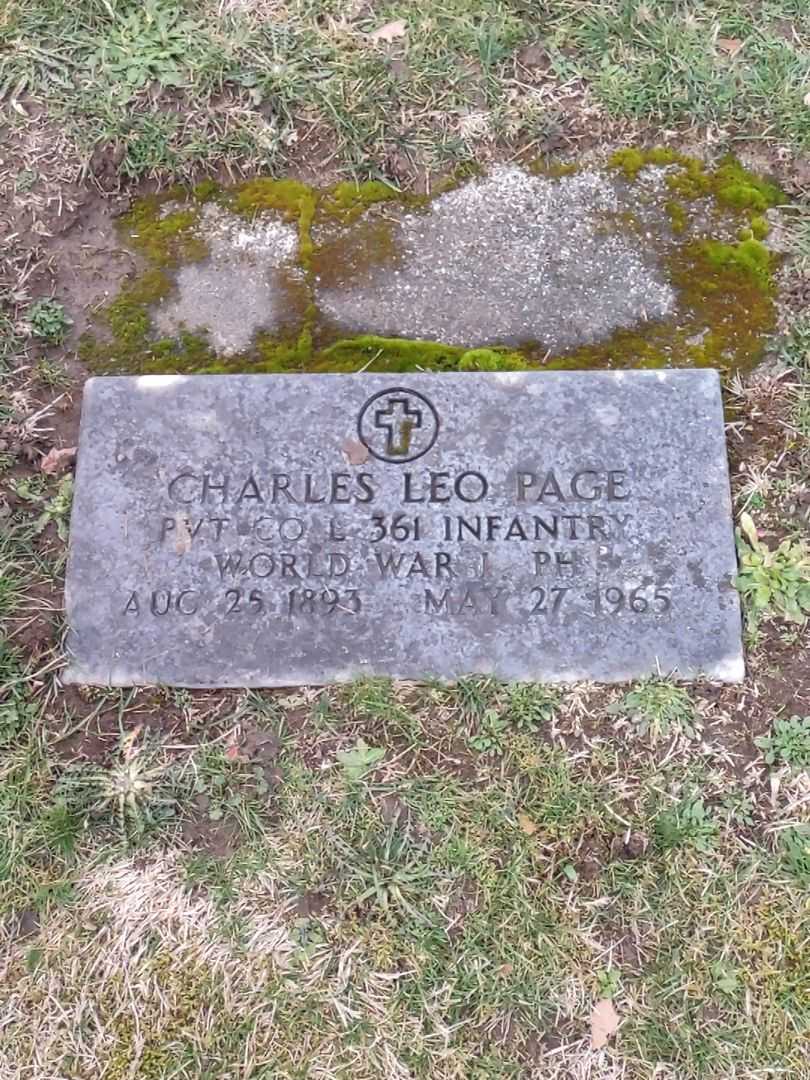 CHARLES LEO PAGE
PVT CO L 361 INFANTRY
WORLD WAR I PH
AUG 25 1893 MAY 27 1965